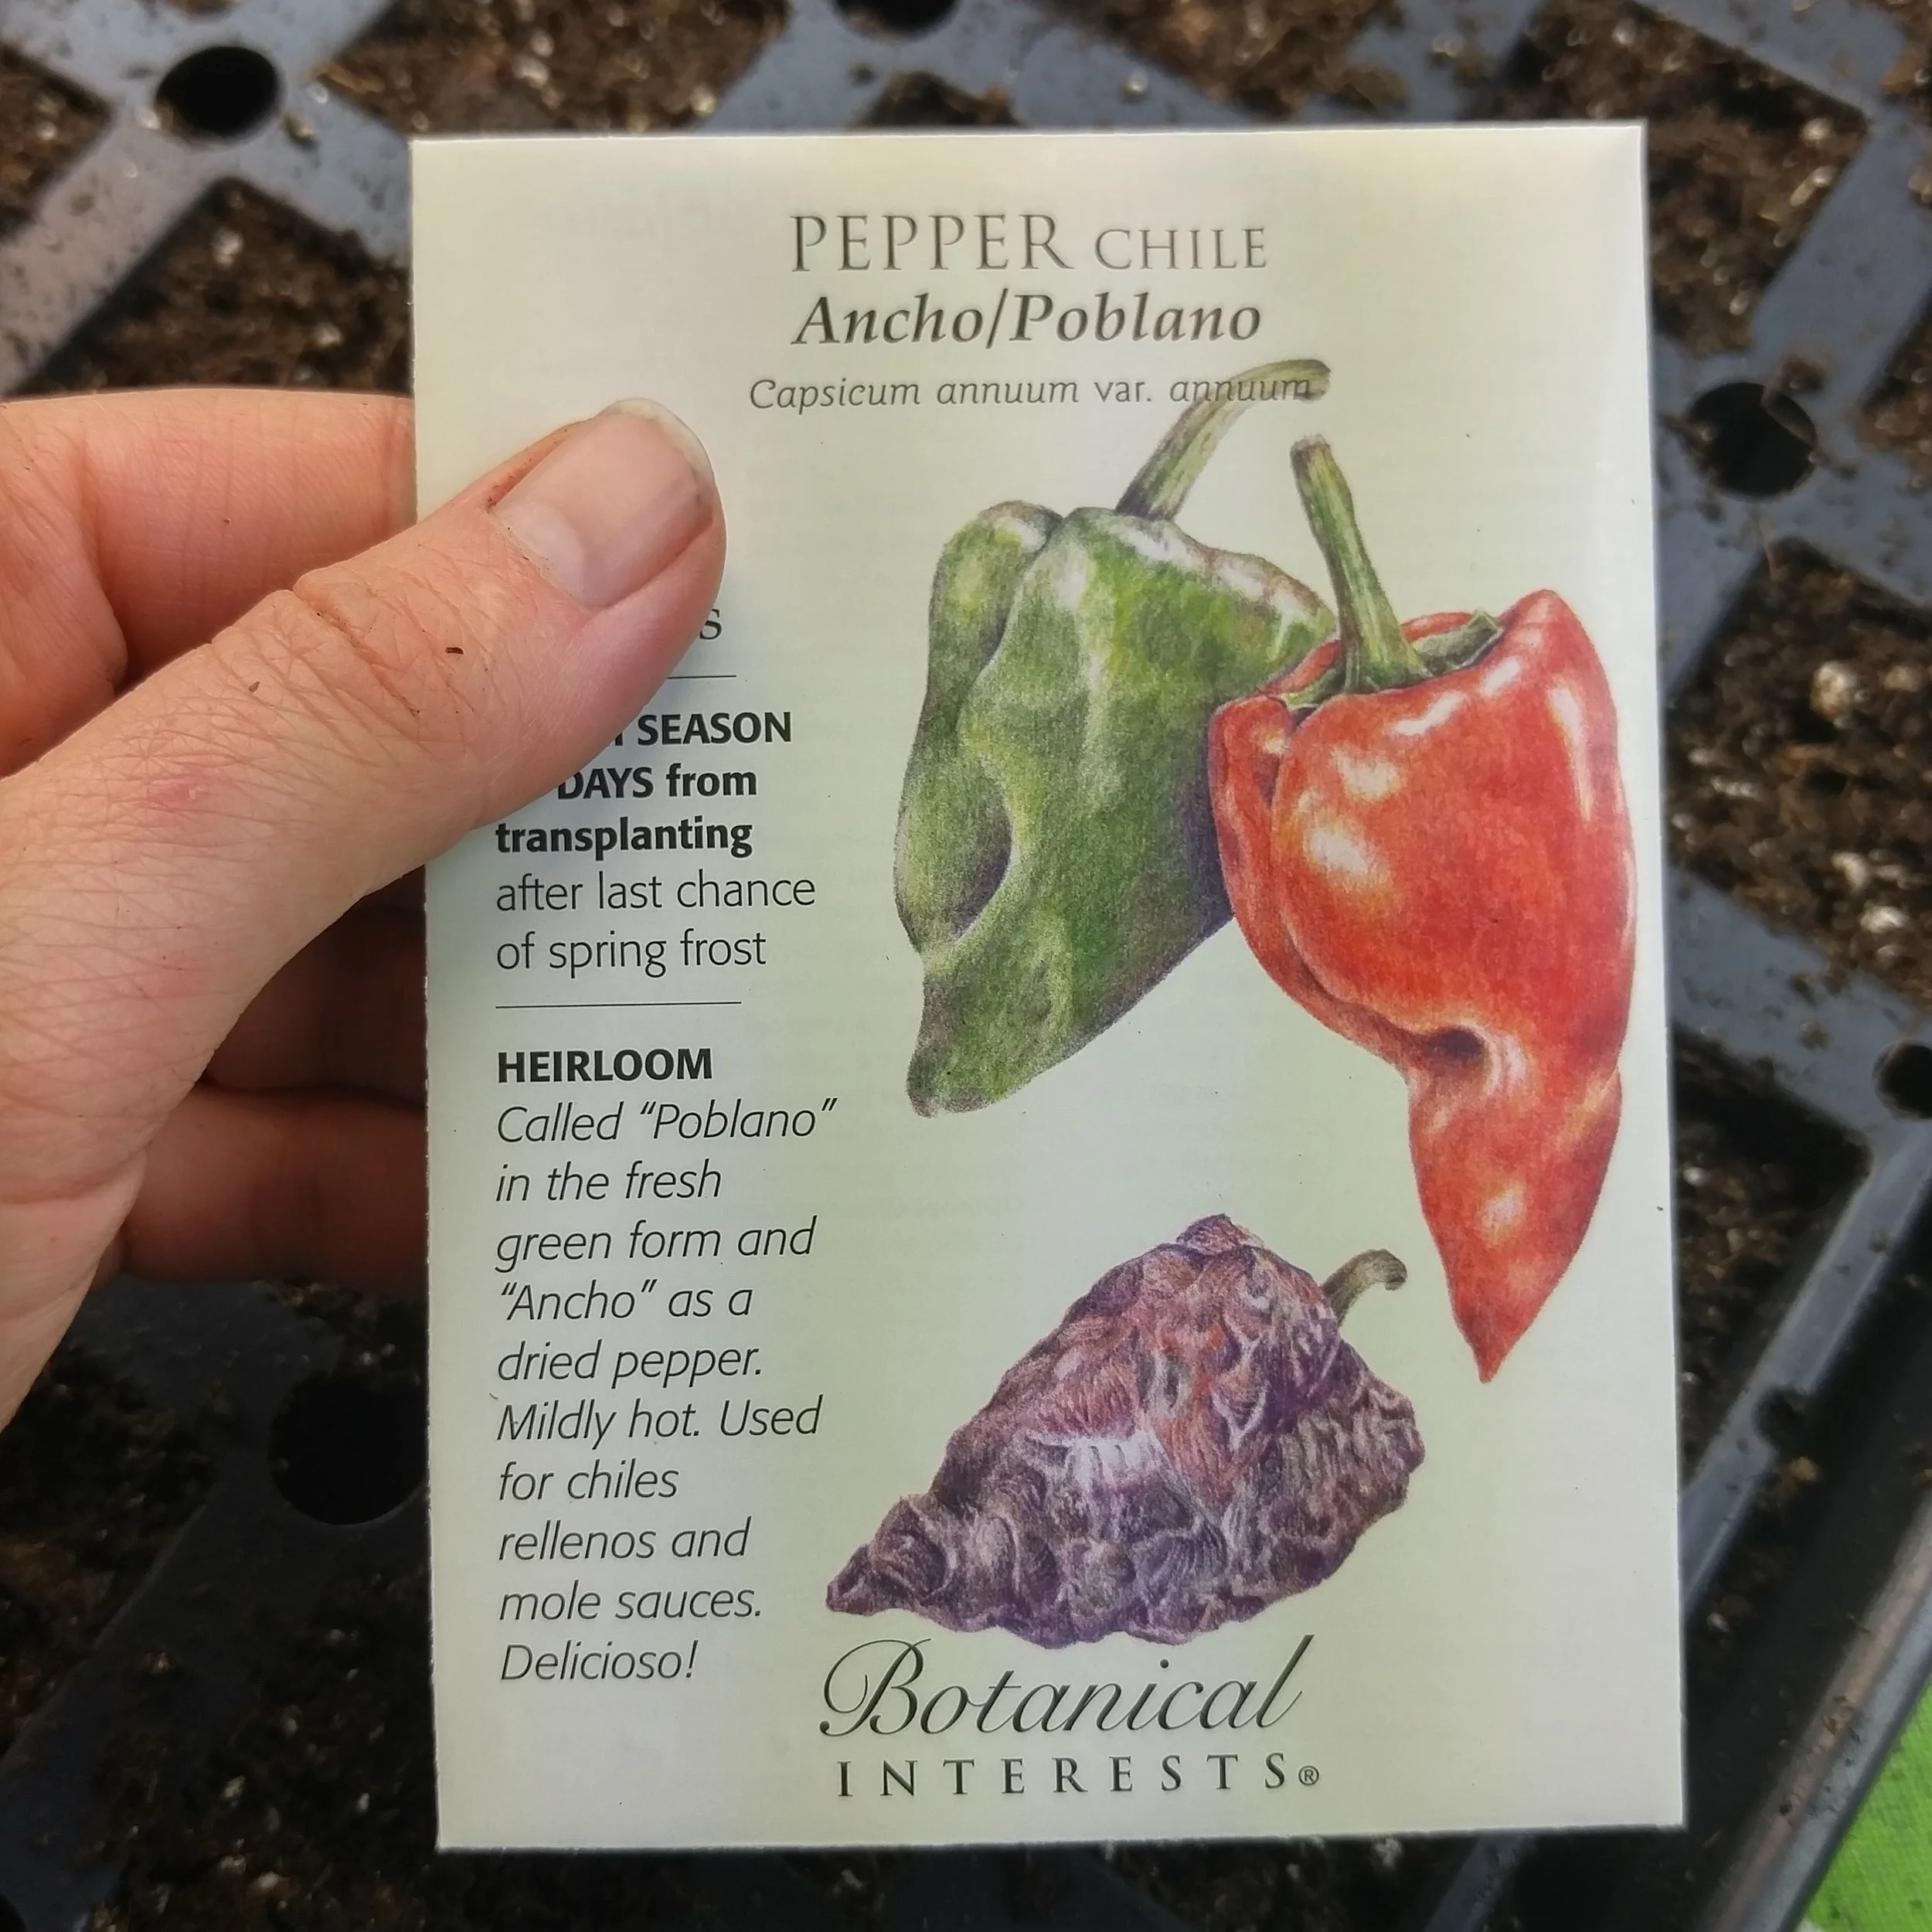 PEPPER CHILE
Ancho/Poblano
Capsicum annuum var. annuum
SEASON
DAYS from
transplanting
after last chance
of spring frost
HEIRLOOM
Called “Poblano”
in the fresh
green form and
“Ancho” as a
dried pepper.
Mildly hot. Used
for chiles
rellenos and
mole sauces.
Delicioso!
Botanical
INTERESTS®